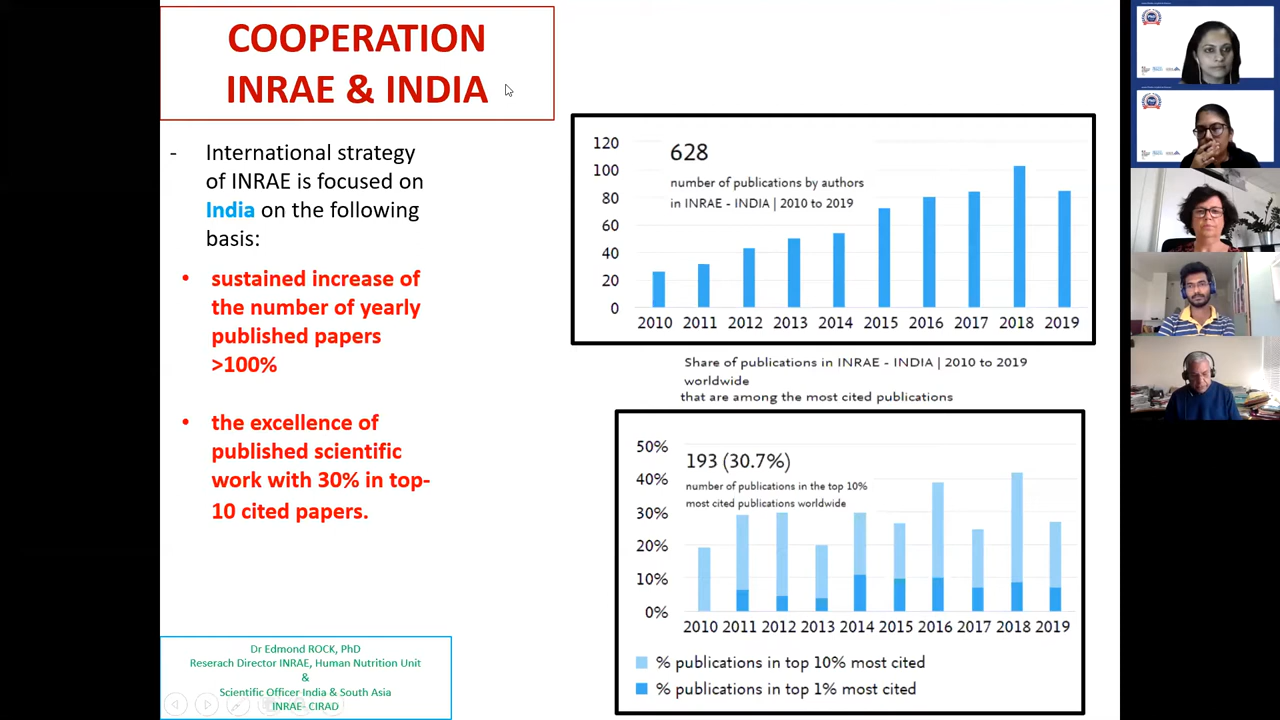 COOPERATION
INRAE & INDIA
- International strategy
of INRAE is focused on
India on the following
basis:
• sustained increase of
the number of yearly
published papers
>100%
• the excellence of
published scientific
work with 30% in top-
10 cited papers.
Dr Edmond ROCK, PhD
Reserach Director INRAE, Human Nutrition Unit
&
Scientific Officer India & South Asia
INRAE- CIRAD
628
number of publications by authors
in INRAE - INDIA | 2010 to 2019
120
100
80
60
40
20
0
2010 2011 2012 2013 2014 2015 2016 2017 2018 2019
Share of publications in INRAE - INDIA | 2010 to 2019
worldwide
that are among the most cited publications
193 (30.7%)
number of publications in the top 10%
most cited publications worldwide
50%
40%
30%
20%
10%
0%
2010 2011 2012 2013 2014 2015 2016 2017 2018 2019
% publications in top 10% most cited
% publications in top 1% most cited